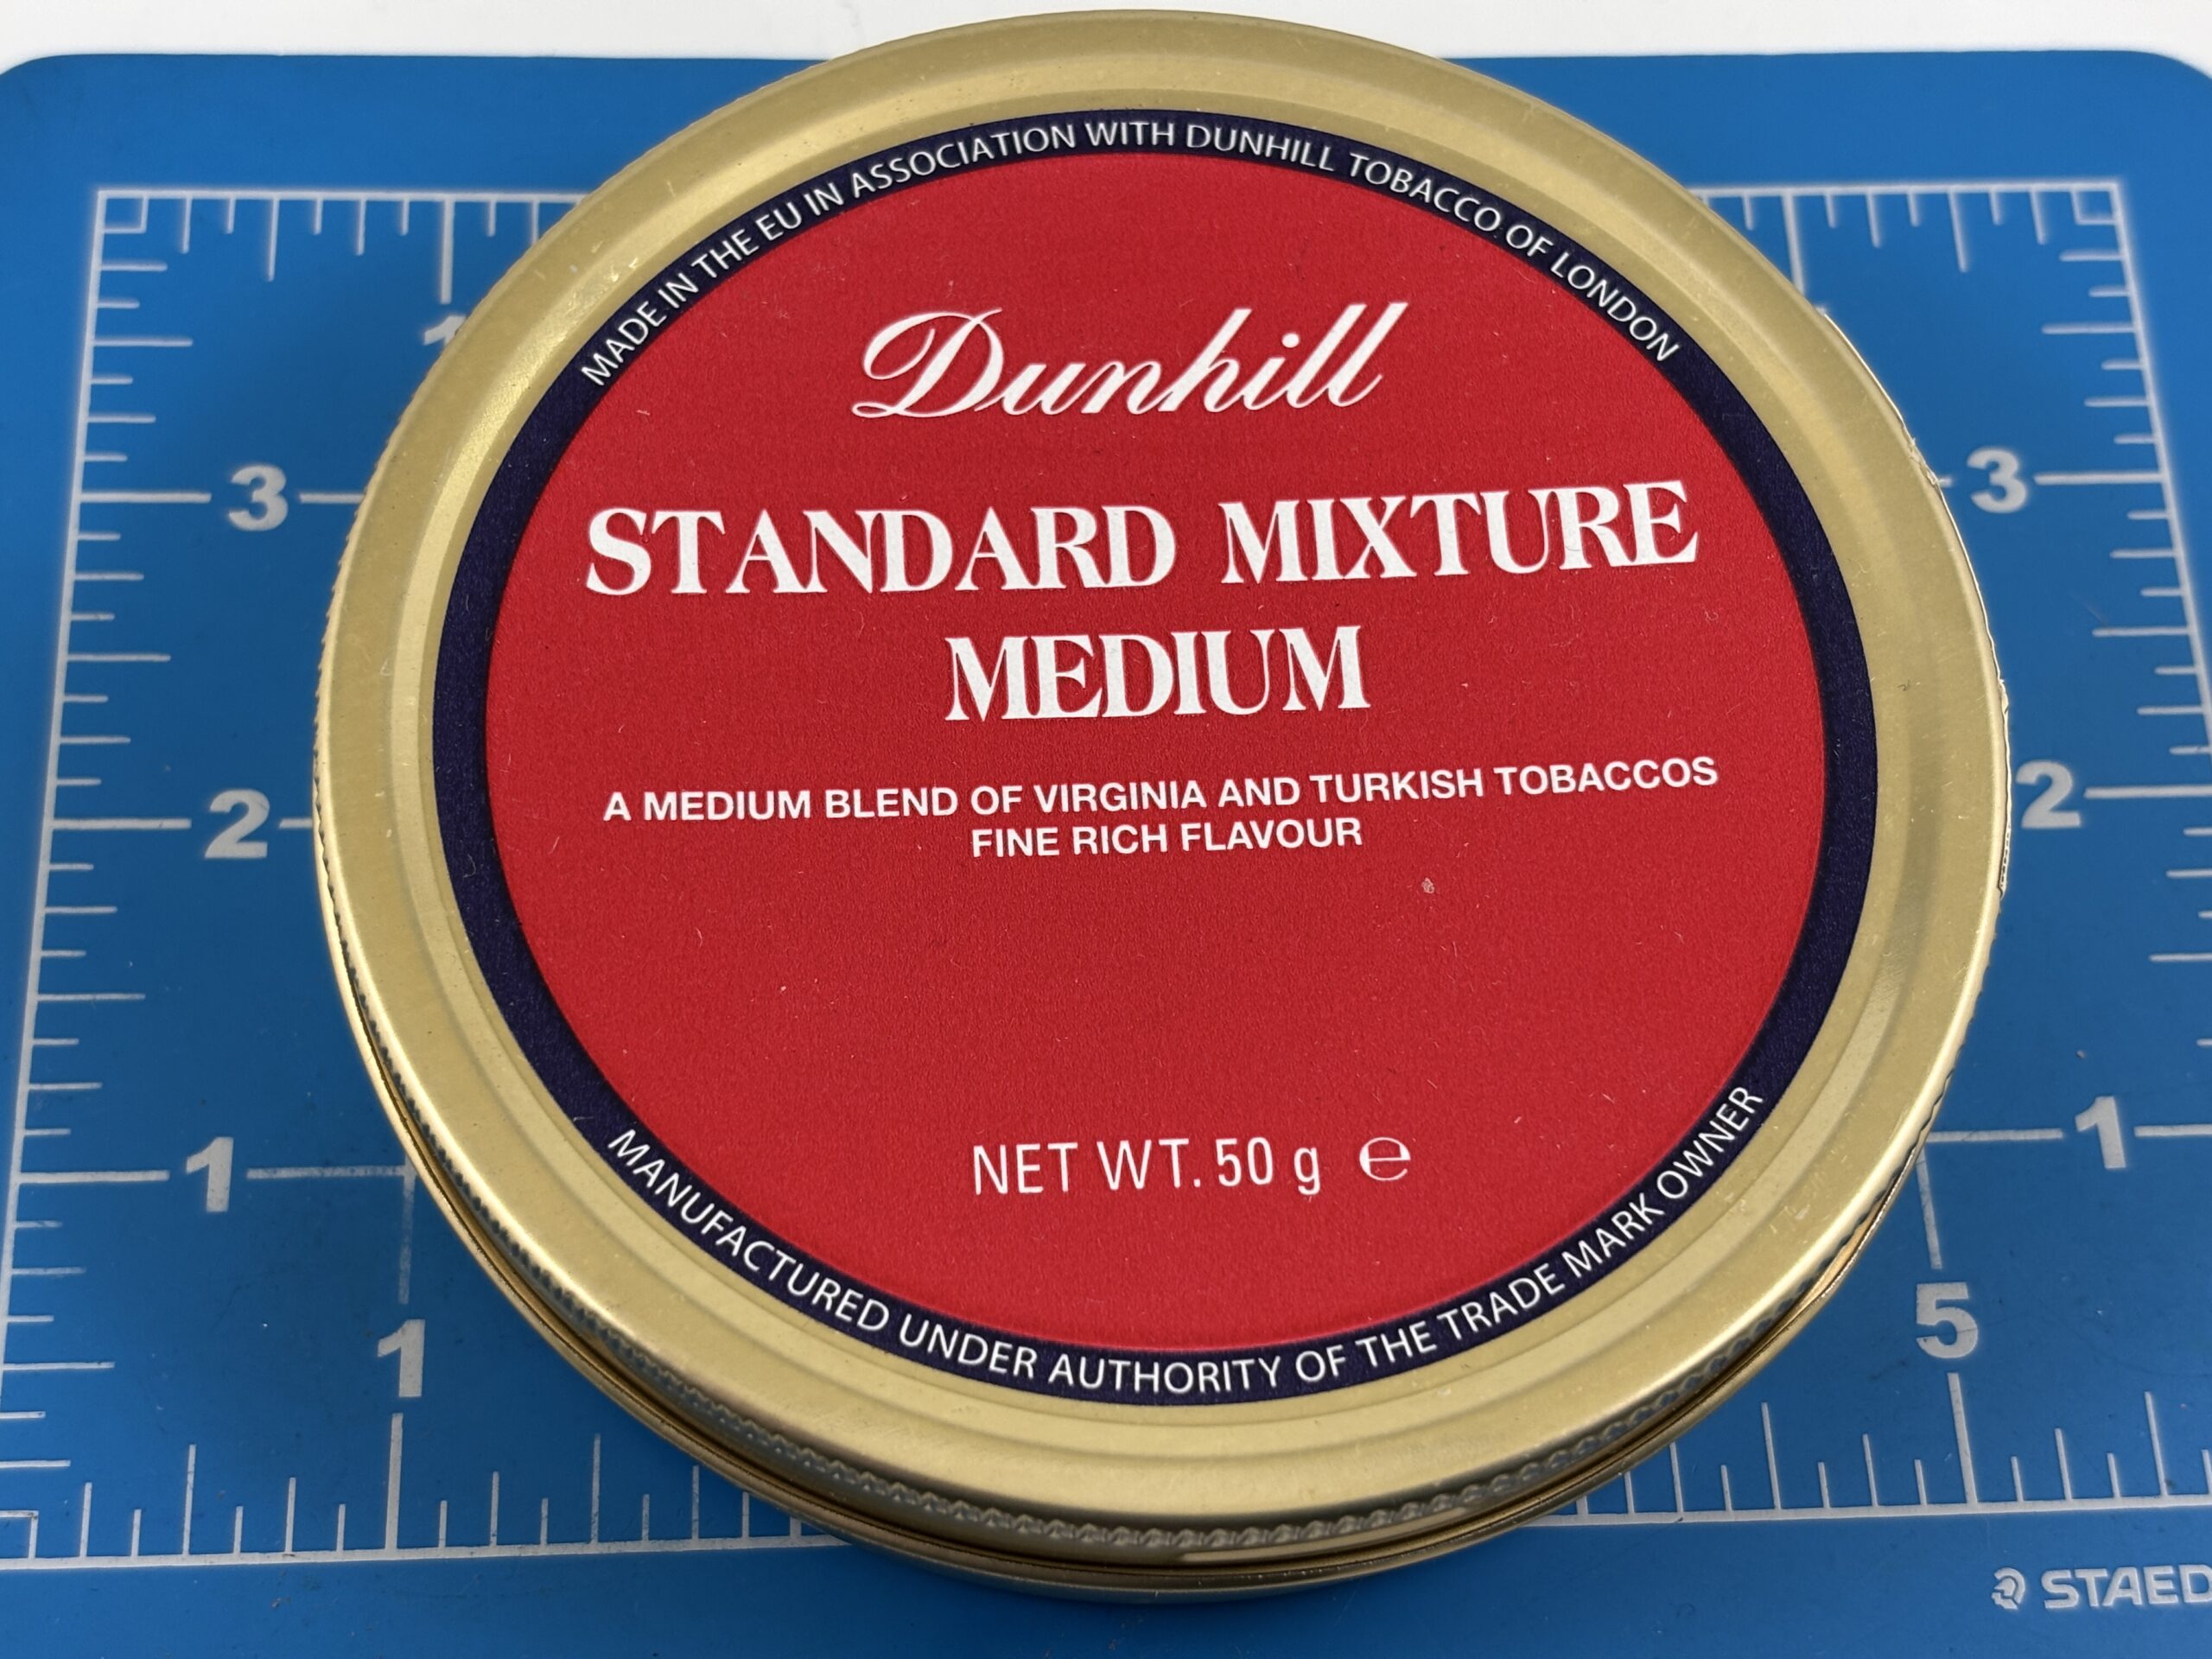 MADE IN THE EU IN ASSOCIATION WITH DUNHILL TOBACCO OF LONDON
Dunhill
STANDARD MIXTURE
MEDIUM
A MEDIUM BLEND OF VIRGINIA AND TURKISH TOBACCOS
FINE RICH FLAVOUR
NET WT. 50 g ℮
MANUFACTURED UNDER AUTHORITY OF THE TRADE MARK OWNER
1
3
3
2
2
1
1
1
5